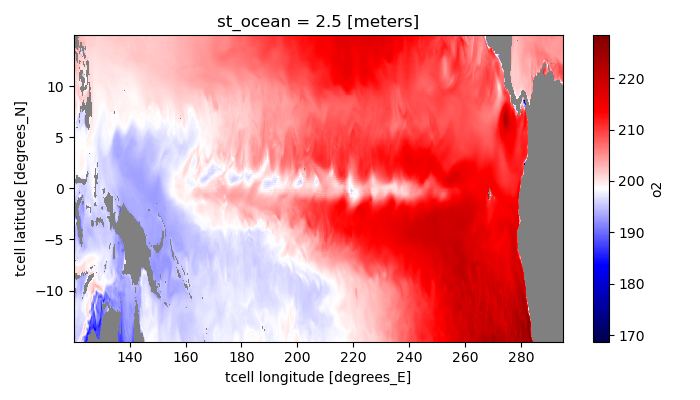 st_ocean = 2.5 [meters]
10
5
0
−5
−10
tcell latitude [degrees_N]
140 160 180 200 220 240 260 280
tcell longitude [degrees_E]
220
210
200
190
180
170
o2